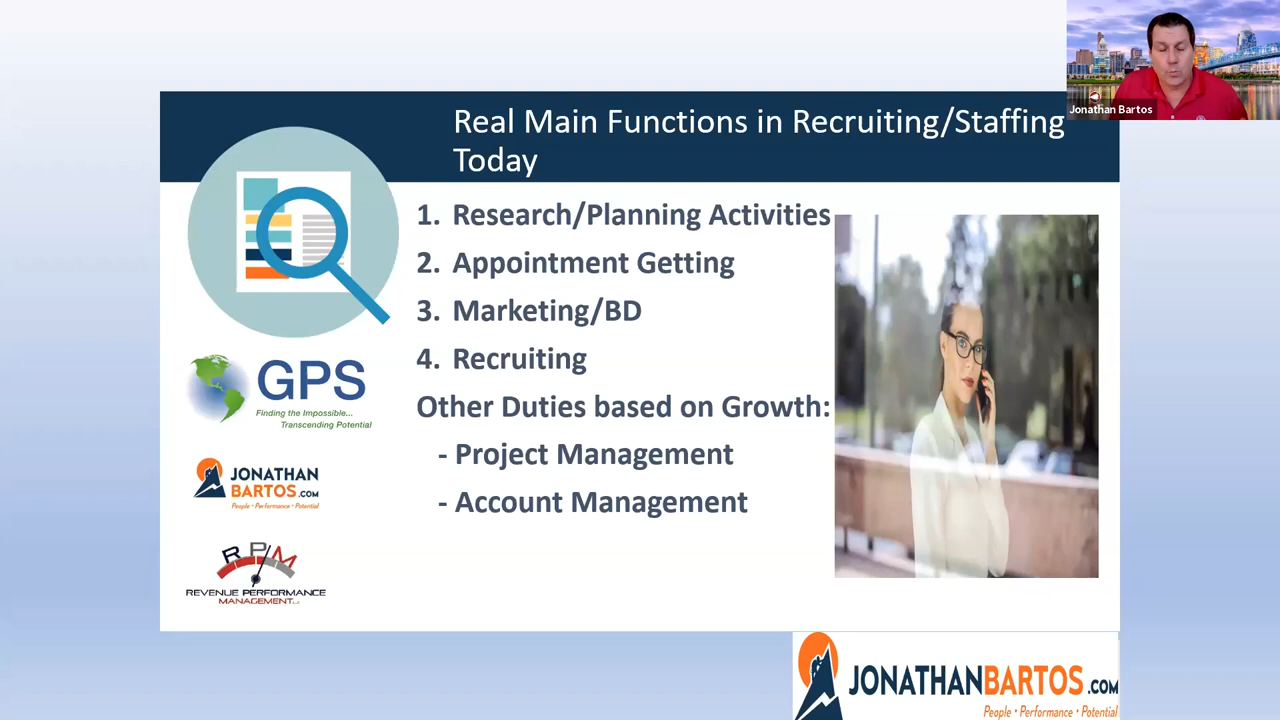 Jonathan Bartos
Real Main Functions in Recruiting/Staffing
Today
1. Research/Planning Activities
2. Appointment Getting
3. Marketing/BD
4. Recruiting
Other Duties based on Growth:
- Project Management
- Account Management
GPS
Finding the Impossible...
Transcending Potential
JONATHAN
BARTOS.COM
People • Performance • Potential
RPM
REVENUE PERFORMANCE
MANAGEMENT
JONATHANBARTOS.COM
People • Performance • Potential